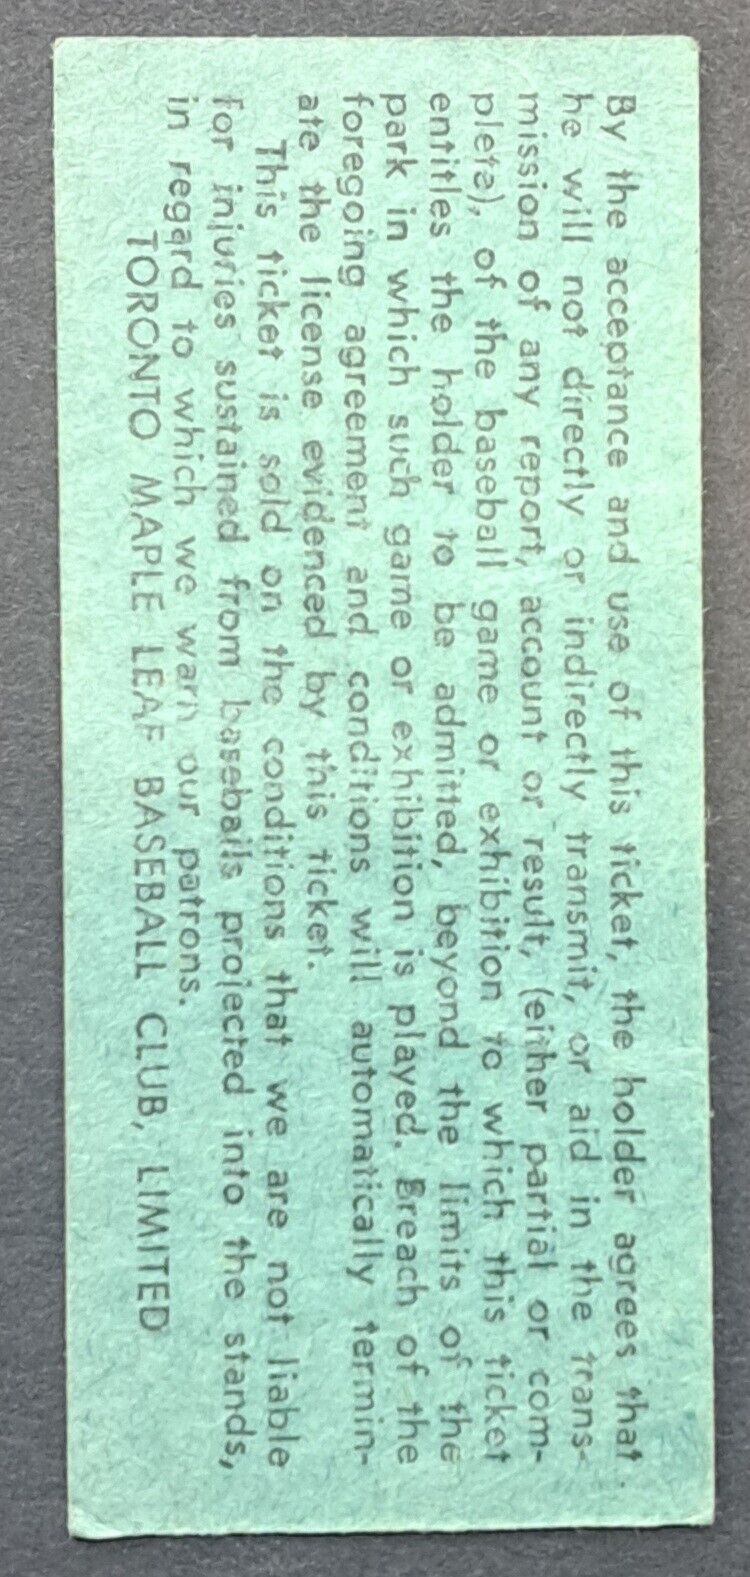 By the acceptance and use of this ticket, the holder agrees that
he will not directly or indirectly transmit, or aid in the trans-
mission of any report, account or result, (either partial or com-
plete), of the baseball game or exhibition to which this ticket
entitles the holder to be admitted, beyond the limits of the
park in which such game or exhibition is played. Breach of the
foregoing agreement and conditions will automatically termin-
ate the license evidenced by this ticket.
This ticket is sold on the conditions that we are not liable
for injuries sustained from baseballs projected into the stands,
in regard to which we warn our patrons.
TORONTO MAPLE LEAF BASEBALL CLUB, LIMITED